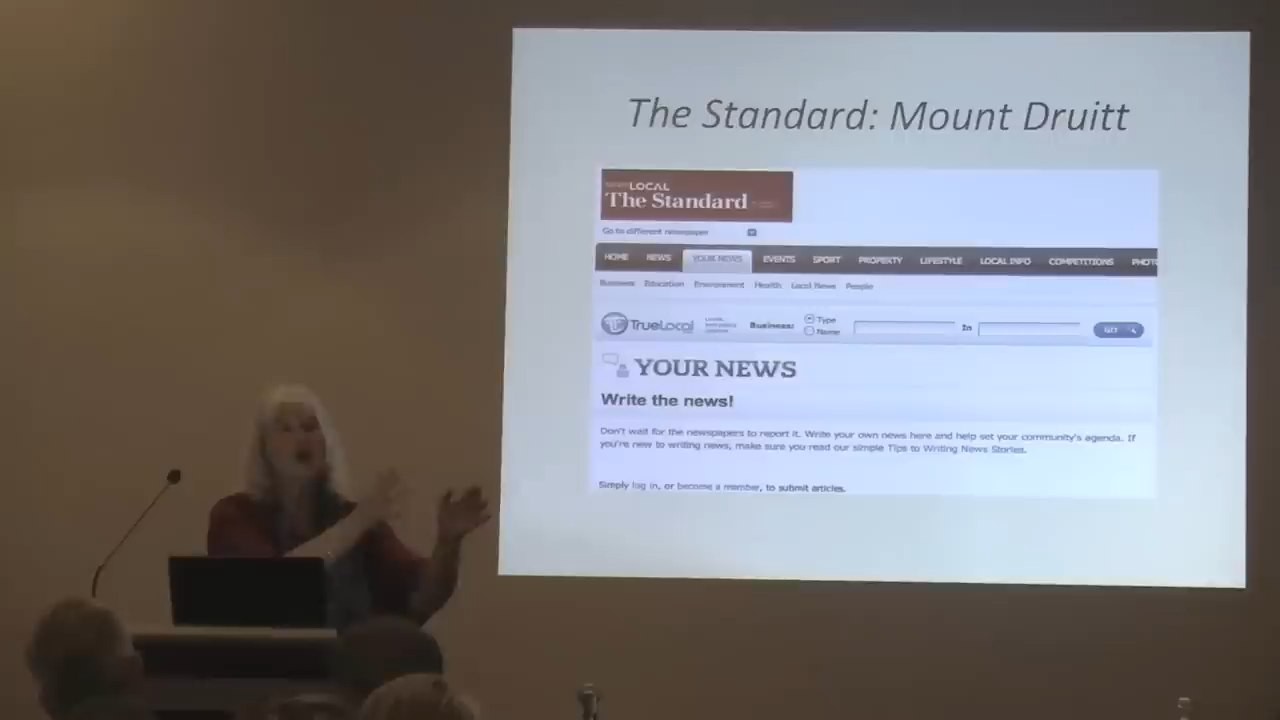 The Standard: Mount Druitt
LOCAL
The Standard
Go to different newspaper
HOME NEWS YOUR NEWS EVENTS SPORT PROPERTY LIFESTYLE LOCAL INFO COMPETITIONS PHOT
Business Education Environment Health Local News People
TrueLocal Business: Type Name In GO
YOUR NEWS
Write the news!
Don't wait for the newspapers to report it. Write your own news here and help set your community's agenda. If
you're new to writing news, make sure you read our simple Tips to Writing News Stories.
Simply log in, or become a member, to submit articles.